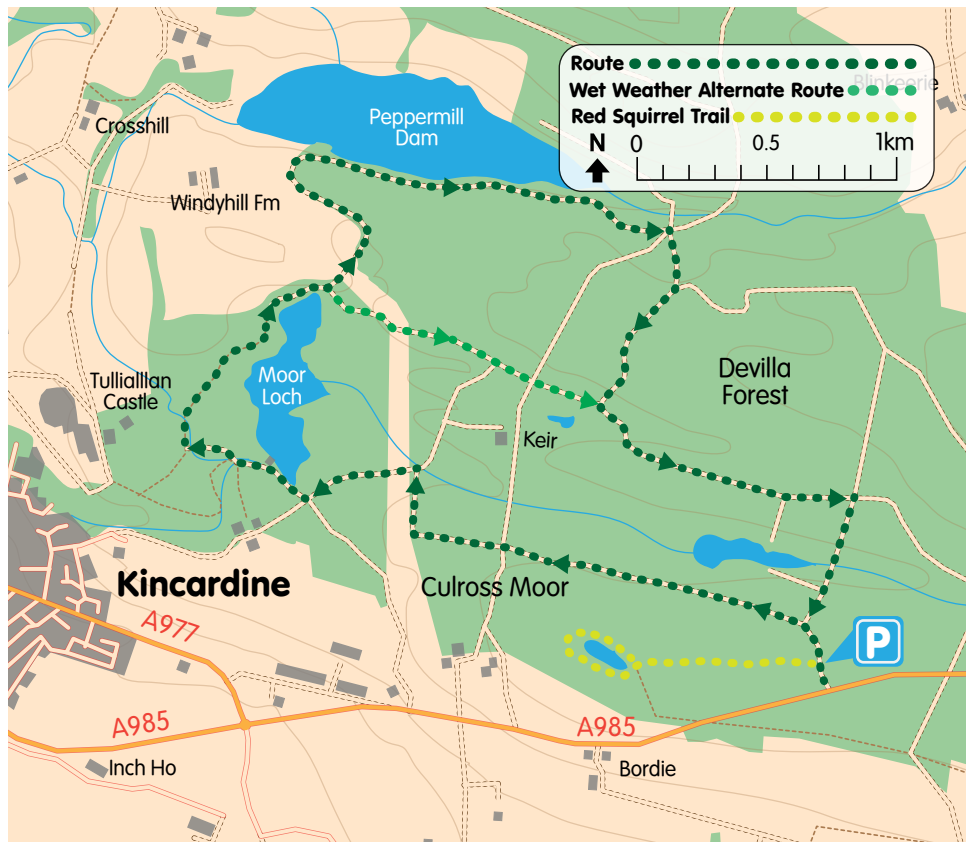 Route
Wet Weather Alternate Route
Blinkeerie
Red Squirrel Trail
N 0 0.5 1km
Crosshill
Peppermill
Dam
Windyhill Fm
Tulliallan
Castle
Moor
Loch
Devilla
Forest
Keir
Kincardine
Culross Moor
A977
P
A985
A985
Inch Ho
Bordie